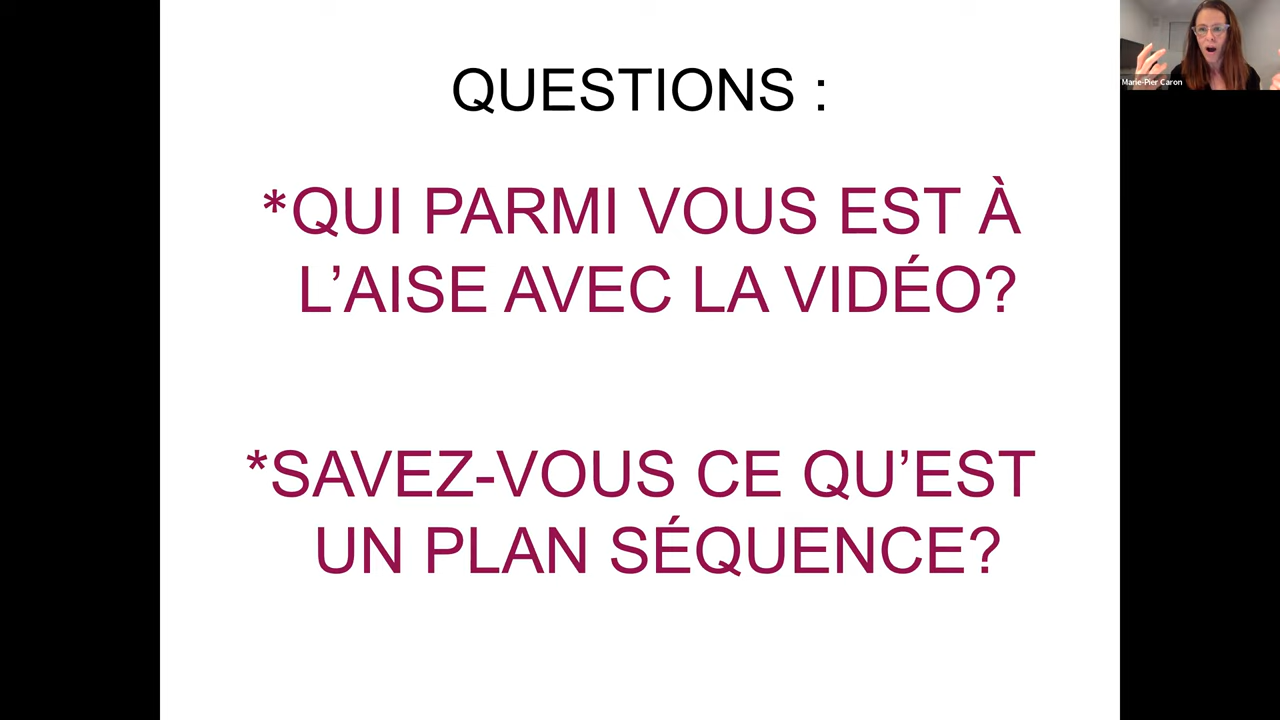 QUESTIONS :
*QUI PARMI VOUS EST À
L’AISE AVEC LA VIDÉO?
*SAVEZ-VOUS CE QU’EST
UN PLAN SÉQUENCE?
Marie-Pier Caron